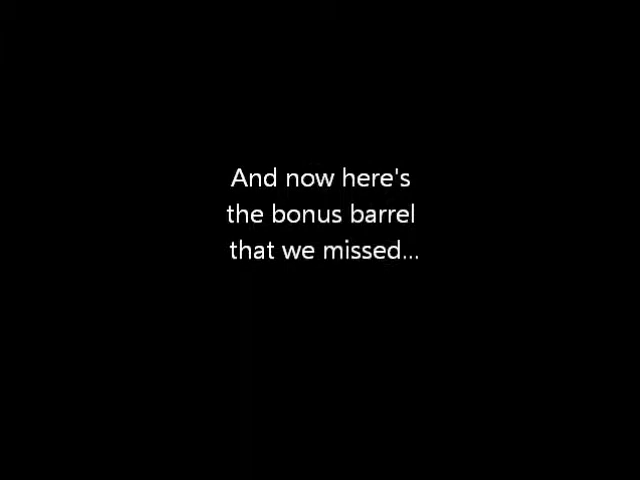 And now here's
the bonus barrel
that we missed...